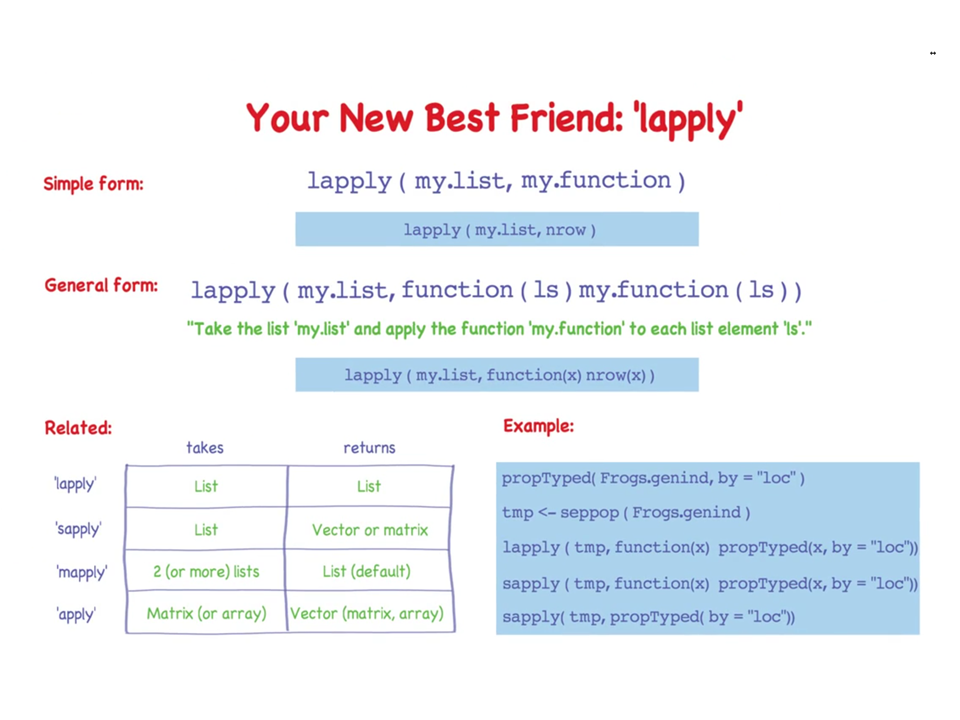 Your New Best Friend: 'lapply'
Simple form:
lapply ( my.list, my.function )
lapply ( my.list, nrow )
General form:
lapply ( my.list, function ( ls ) my.function ( ls ) )
"Take the list 'my.list' and apply the function 'my.function' to each list element 'ls'."
lapply ( my.list, function(x) nrow(x) )
Related:
takes returns
'lapply' List List
'sapply' List Vector or matrix
'mapply' 2 (or more) lists List (default)
'apply' Matrix (or array) Vector (matrix, array)
Example:
propTyped( Frogs.genind, by = "loc" )
tmp <- seppop ( Frogs.genind )
lapply ( tmp, function(x) propTyped(x, by = "loc"))
sapply ( tmp, function(x) propTyped(x, by = "loc"))
sapply( tmp, propTyped( by = "loc"))